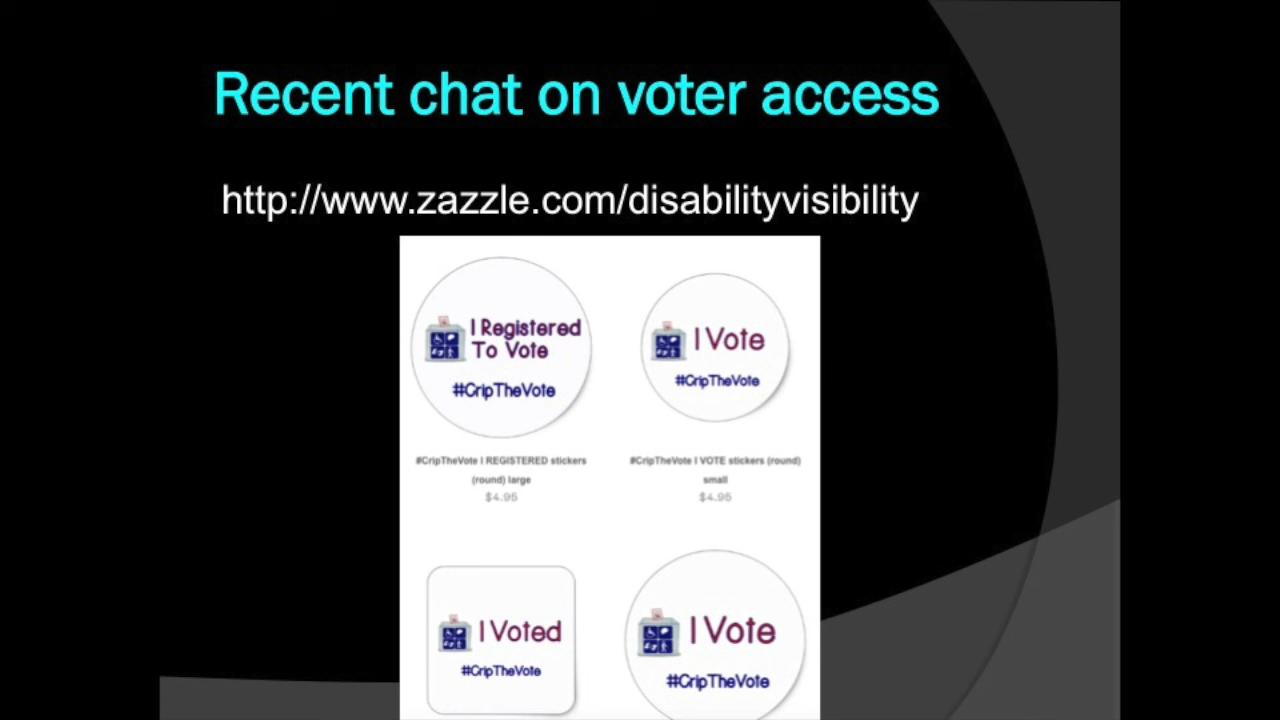 Recent chat on voter access
http://www.zazzle.com/disabilityvisibility
I Registered
To Vote
#CripTheVote
I Vote
#CripTheVote
#CripTheVote I REGISTERED stickers
(round) large
$4.95
#CripTheVote I VOTE stickers (round)
small
$4.95
I Voted
#CripTheVote
I Vote
#CripTheVote